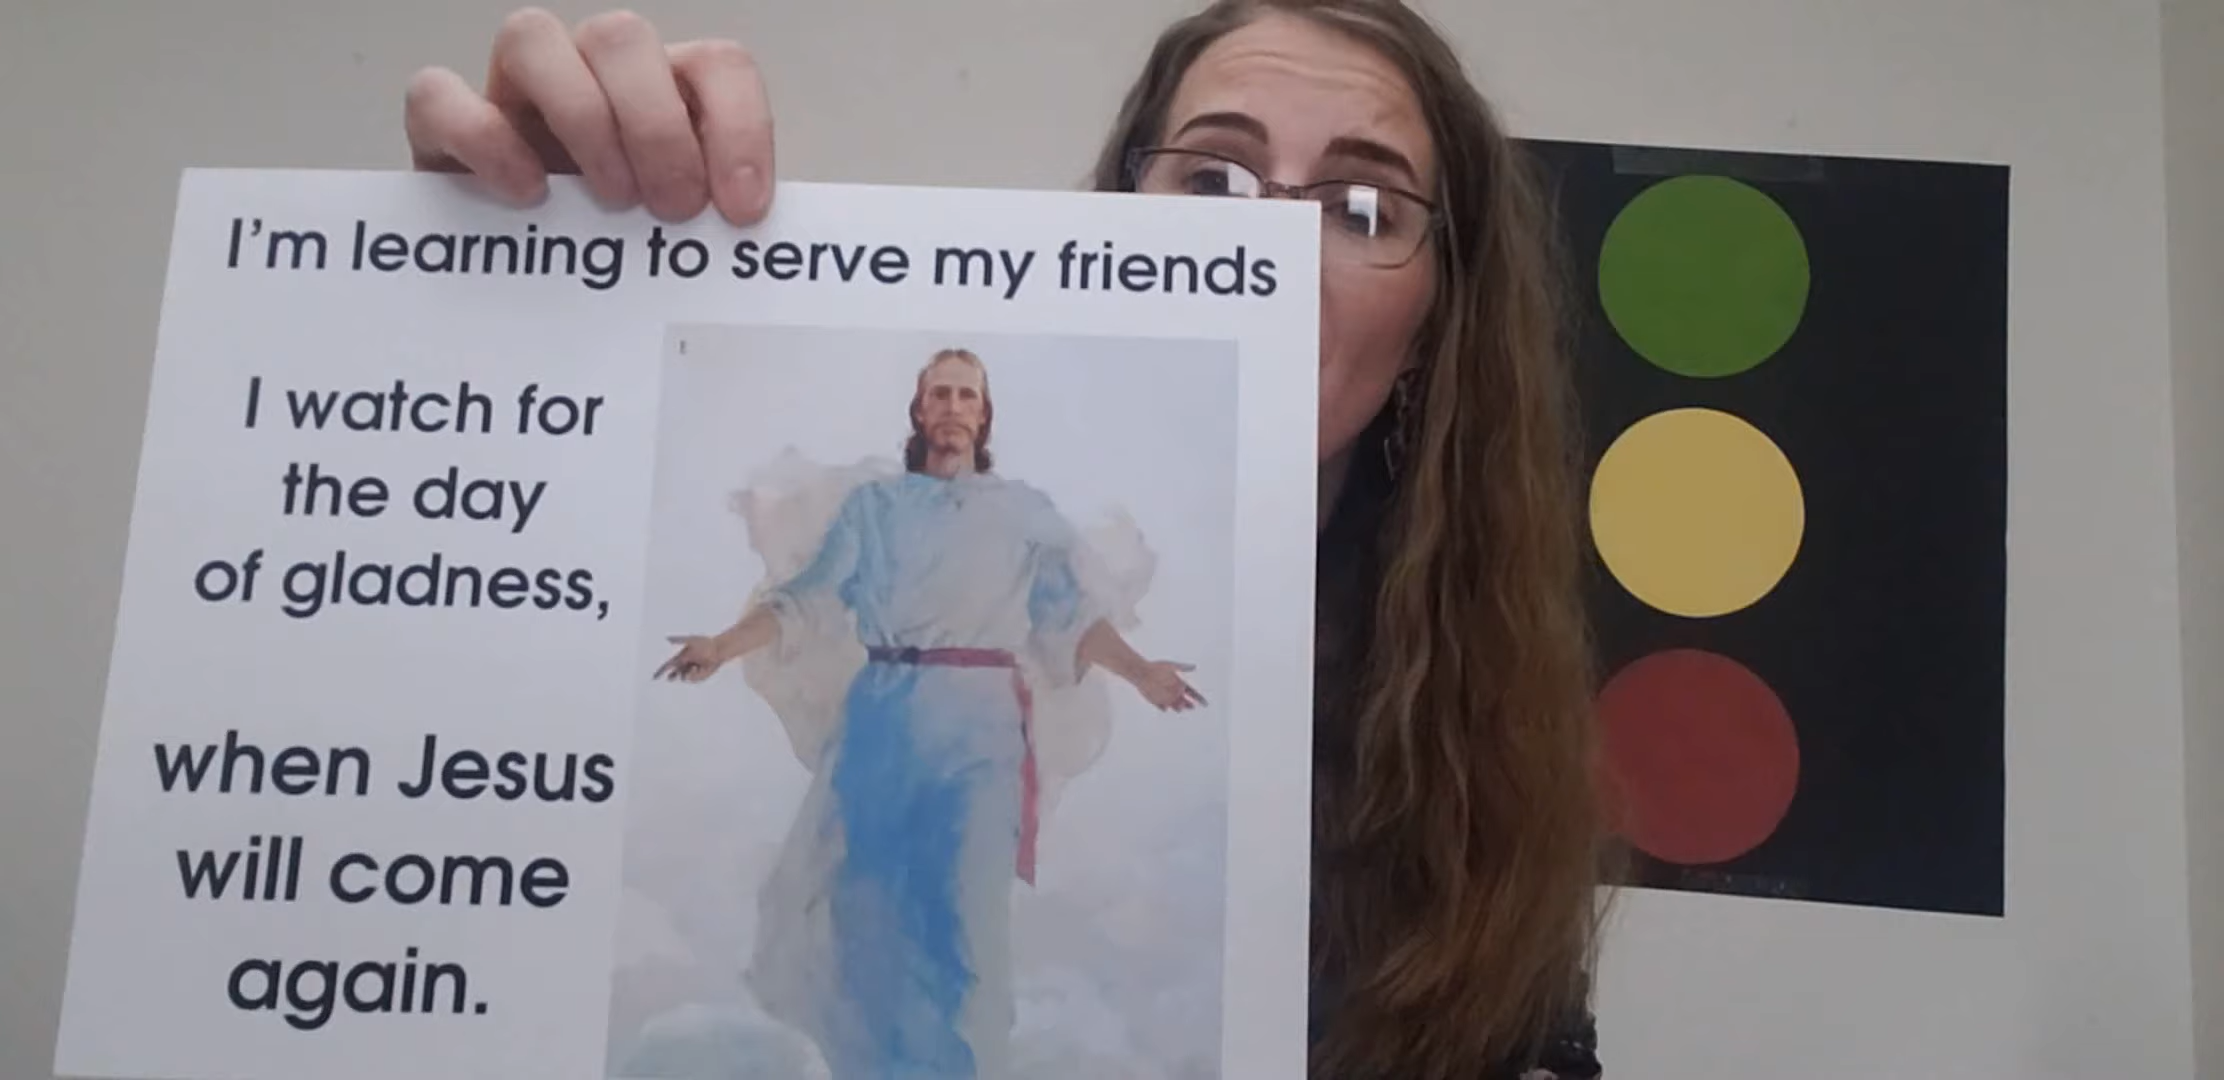 I'm learning to serve my friends
I watch for
the day
of gladness,
when Jesus
will come
again.